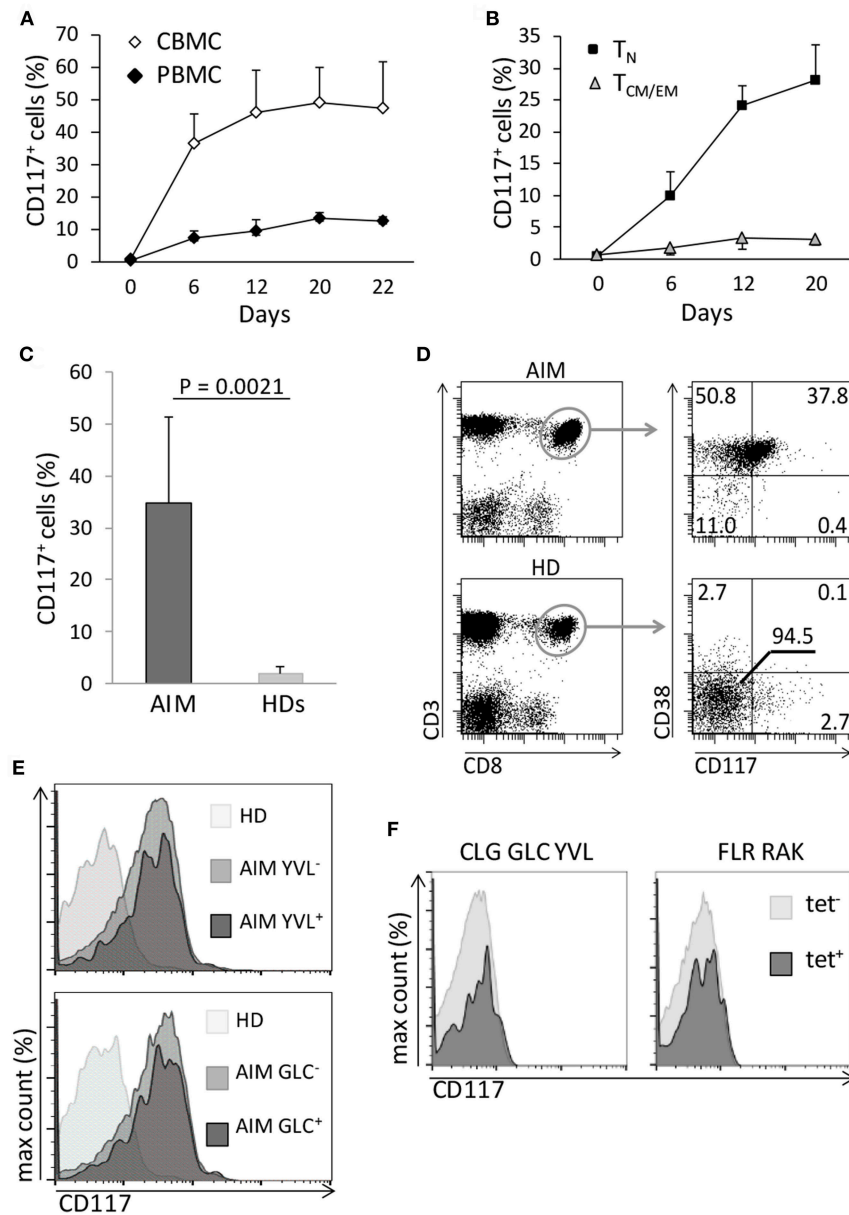 A
CD117+ cells (%)
70
60
50
40
30
20
10
0
CBMC
PBMC
0 6 12 20 22
Days
B
CD117+ cells (%)
35
30
25
20
15
10
5
0
TN
TCM/EM
0 6 12 20
Days
C
CD117+ cells (%)
60
50
40
30
20
10
0
P = 0.0021
AIM HDs
D
AIM
50.8 37.8
11.0 0.4
HD
2.7 0.1
94.5
2.7
CD3
CD8
CD38
CD117
E
HD
AIM YVL-
AIM YVL+
HD
AIM GLC-
AIM GLC+
max count (%)
CD117
F
CLG GLC YVL
FLR RAK
tet-
tet+
max count (%)
CD117